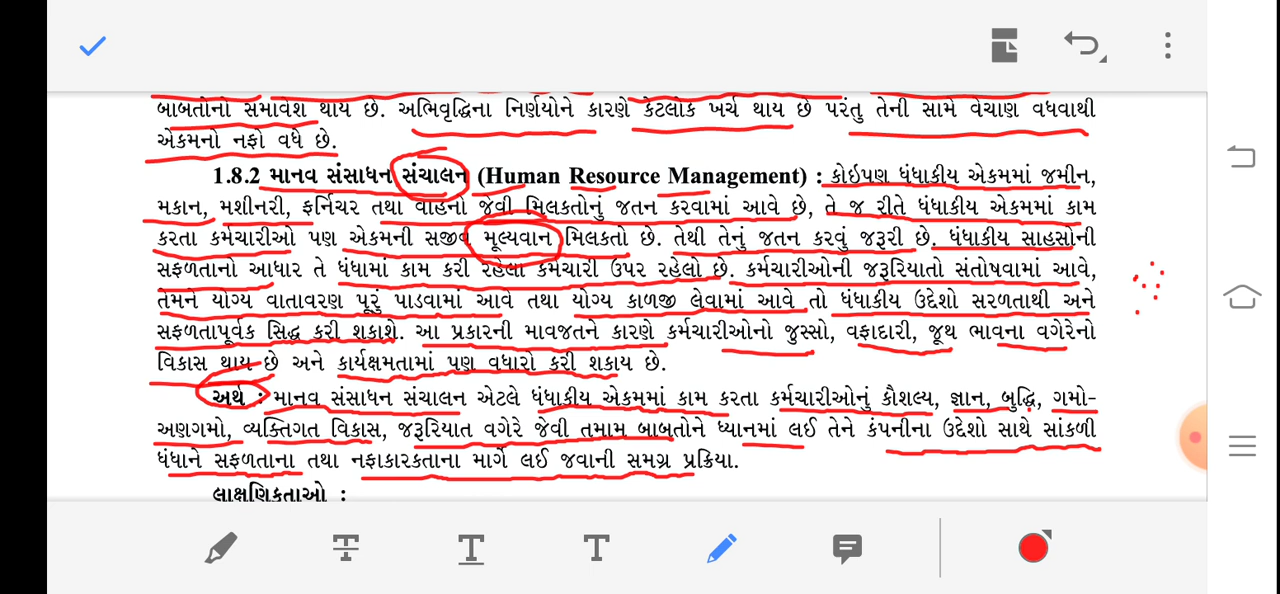 બાબતોનો સમાવેશ થાય છે. અભિવૃદ્ધિના નિર્ણયોને કારણે કેટલોક ખર્ચ થાય છે પરંતુ તેની સામે વેચાણ વધવાથી
એકમનો નફો વધે છે.
1.8.2 માનવ સંસાધન સંચાલન (Human Resource Management) : કોઈપણ ધંધાકીય એકમમાં જમીન,
મકાન, મશીનરી, ફર્નિચર તથા વાહનો જેવી મિલકતોનું જતન કરવામાં આવે છે, તે જ રીતે ધંધાકીય એકમમાં કામ
કરતા કર્મચારીઓ પણ એકમની સજીવ મૂલ્યવાન મિલકતો છે. તેથી તેનું જતન કરવું જરૂરી છે. ધંધાકીય સાહસોની
સફળતાનો આધાર તે ધંધામાં કામ કરી રહેલા કર્મચારી ઉપર રહેલો છે. કર્મચારીઓની જરૂરિયાતો સંતોષવામાં આવે,
તેમને યોગ્ય વાતાવરણ પૂરું પાડવામાં આવે તથા યોગ્ય કાળજી લેવામાં આવે તો ધંધાકીય ઉદ્દેશો સરળતાથી અને
સફળતાપૂર્વક સિદ્ધ કરી શકાશે. આ પ્રકારની માવજતને કારણે કર્મચારીઓનો જુસ્સો, વફાદારી, જૂથ ભાવના વગેરેનો
વિકાસ થાય છે અને કાર્યક્ષમતામાં પણ વધારો કરી શકાય છે.
અર્થ : માનવ સંસાધન સંચાલન એટલે ધંધાકીય એકમમાં કામ કરતા કર્મચારીઓનું કૌશલ્ય, જ્ઞાન, બુદ્ધિ, ગમો-
અણગમો, વ્યક્તિગત વિકાસ, જરૂરિયાત વગેરે જેવી તમામ બાબતોને ધ્યાનમાં લઈ તેને કંપનીના ઉદ્દેશો સાથે સાંકળી
ધંધાને સફળતાના તથા નફાકારકતાના માર્ગે લઈ જવાની સમગ્ર પ્રક્રિયા.
લાક્ષણિકતાઓ :